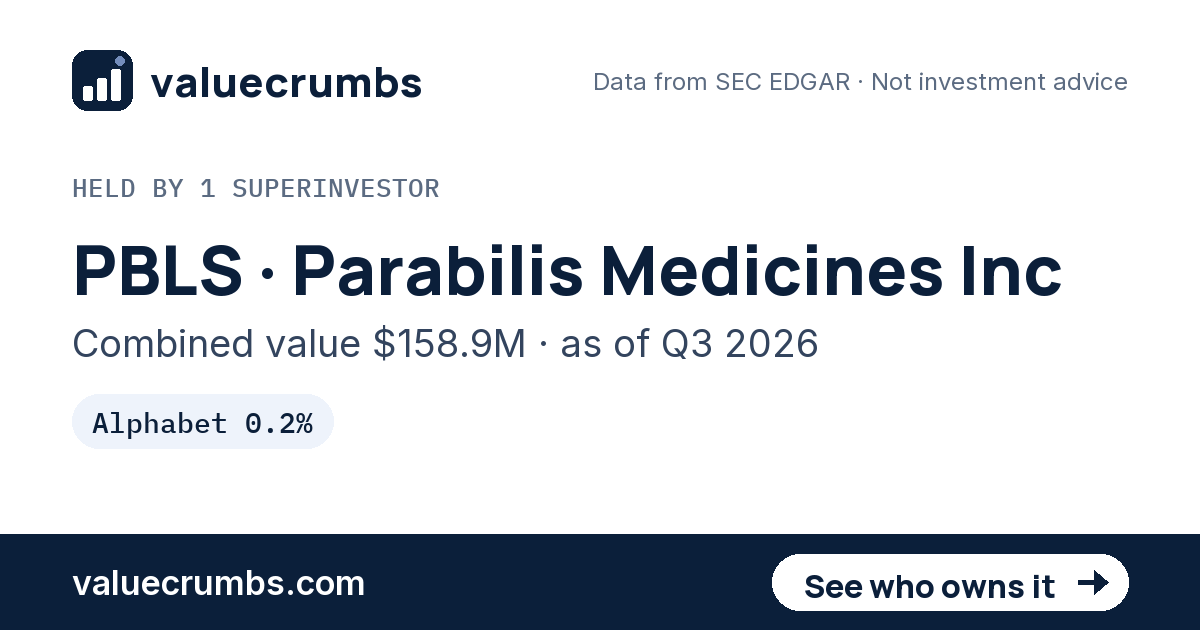 valuecrumbs
Data from SEC EDGAR · Not investment advice
HELD BY 1 SUPERINVESTOR
PBLS · Parabilis Medicines Inc
Combined value $158.9M · as of Q3 2026
Alphabet 0.2%
valuecrumbs.com
See who owns it →